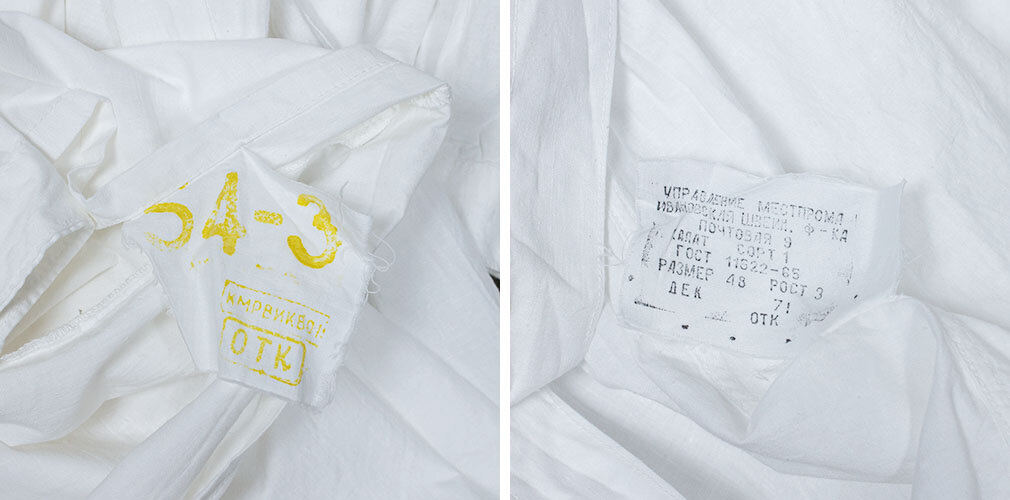 54-3
ОТК
УПРАВЛЕНИЕ МЕСТПРОМА
ИВАНОВСКАЯ ШВЕЙН. Ф-КА
ПОЧТОВАЯ 9
ХАЛАТ СОРТ 1
ГОСТ 11622-65
РАЗМЕР 48 РОСТ 3
ДЕК 71
ОТК